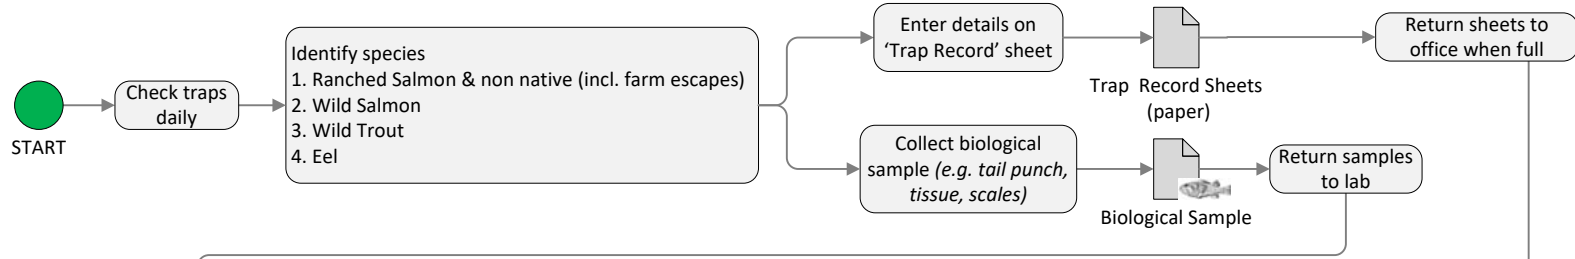 START
Check traps
daily
Identify species
1. Ranched Salmon & non native (incl. farm escapes)
2. Wild Salmon
3. Wild Trout
4. Eel
Enter details on
‘Trap Record’ sheet
Trap Record Sheets
(paper)
Return sheets to
office when full
Collect biological
sample (e.g. tail punch,
tissue, scales)
Biological Sample
Return samples
to lab